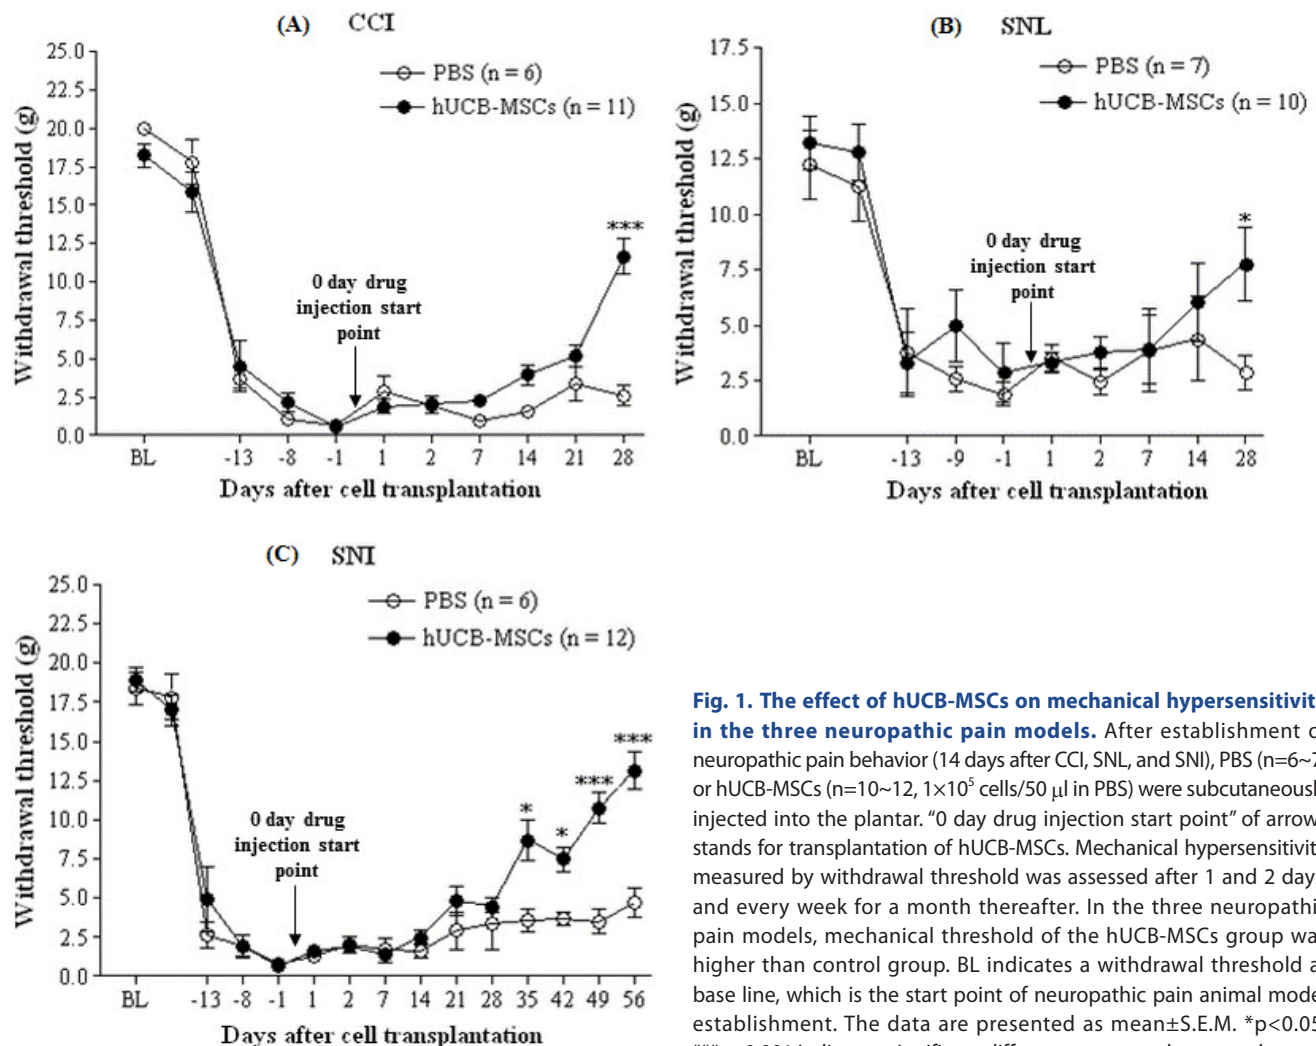 (A) CCI
25.0
22.5
20.0
17.5
15.0
12.5
10.0
7.5
5.0
2.5
0.0
Withdrawal threshold (g)
PBS (n = 6)
hUCB-MSCs (n = 11)
***
0 day drug
injection start
point
BL -13 -8 -1 1 2 7 14 21 28
Days after cell transplantation
(B) SNL
17.5
15.0
12.5
10.0
7.5
5.0
2.5
0.0
Withdrawal threshold (g)
PBS (n = 7)
hUCB-MSCs (n = 10)
*
0 day drug
injection start
point
BL -13 -9 -1 1 2 7 14 28
Days after cell transplantation
(C) SNI
25.0
22.5
20.0
17.5
15.0
12.5
10.0
7.5
5.0
2.5
0.0
Withdrawal threshold (g)
PBS (n = 6)
hUCB-MSCs (n = 12)
* * *** ***
0 day drug
injection start
point
BL -13 -8 -1 1 2 7 14 21 28 35 42 49 56
Days after cell transplantation
Fig. 1. The effect of hUCB-MSCs on mechanical hypersensitivit
in the three neuropathic pain models. After establishment o
neuropathic pain behavior (14 days after CCI, SNL, and SNI), PBS (n=6~7
or hUCB-MSCs (n=10~12, 1×10⁵ cells/50 μl in PBS) were subcutaneousl
injected into the plantar. “0 day drug injection start point” of arrow
stands for transplantation of hUCB-MSCs. Mechanical hypersensitivit
measured by withdrawal threshold was assessed after 1 and 2 day
and every week for a month thereafter. In the three neuropathi
pain models, mechanical threshold of the hUCB-MSCs group wa
higher than control group. BL indicates a withdrawal threshold a
base line, which is the start point of neuropathic pain animal mode
establishment. The data are presented as mean±S.E.M. *p<0.05